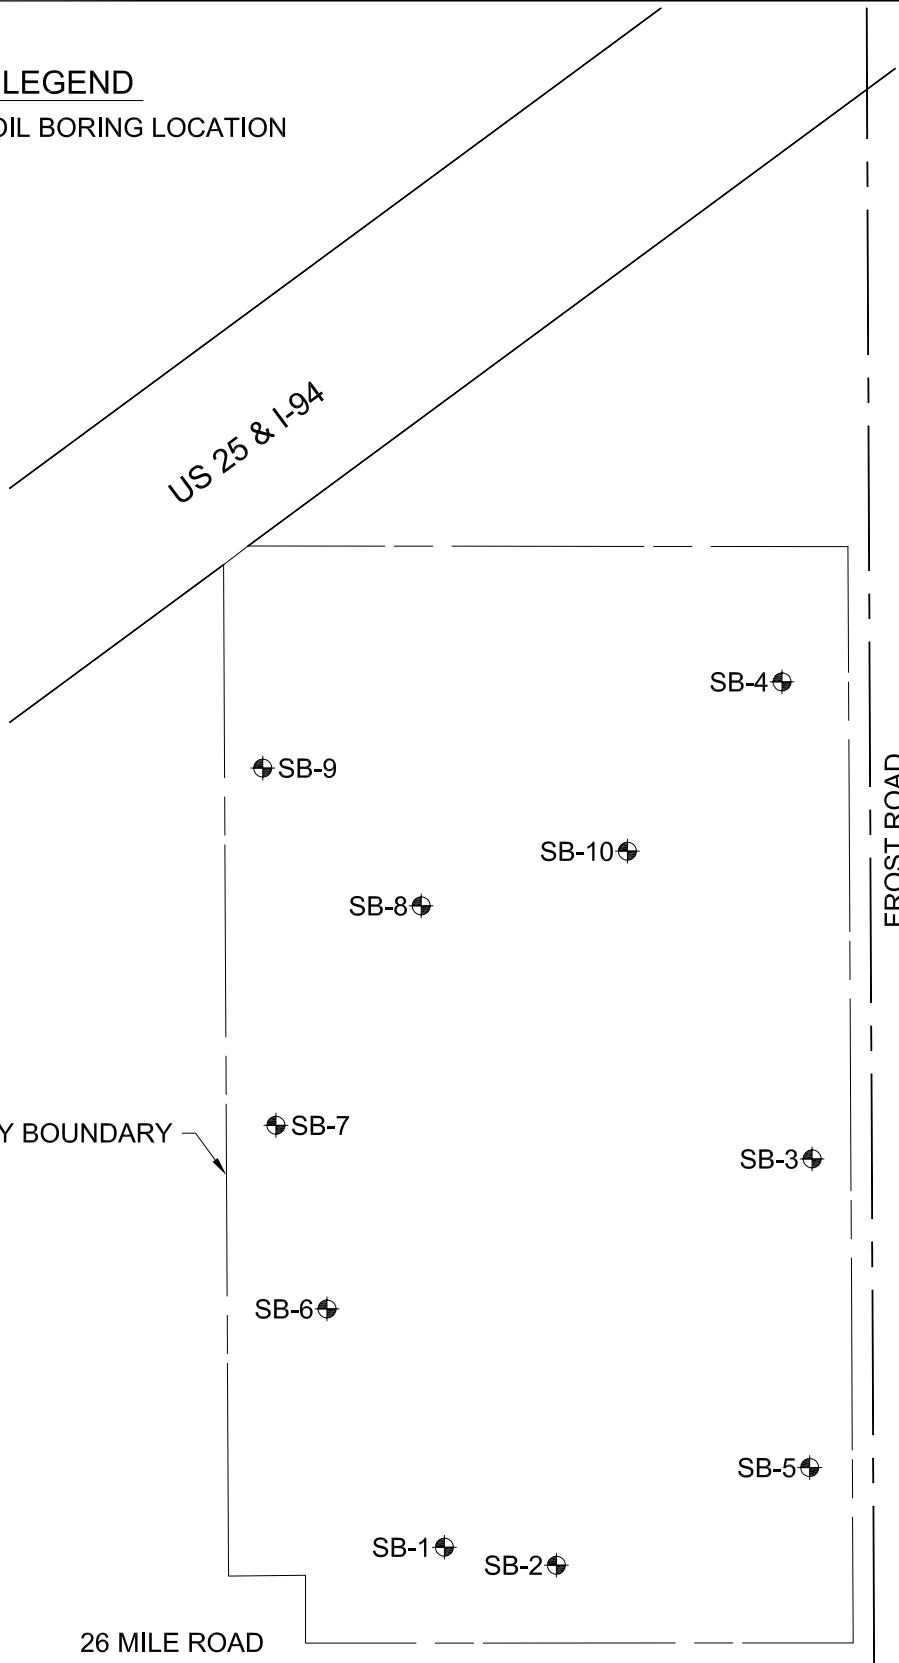 LEGEND
OIL BORING LOCATION
US 25 & I-94
SB-4
SB-9
FROST ROAD
SB-10
SB-8
SB-7
Y BOUNDARY
SB-3
SB-6
SB-5
SB-1
SB-2
26 MILE ROAD